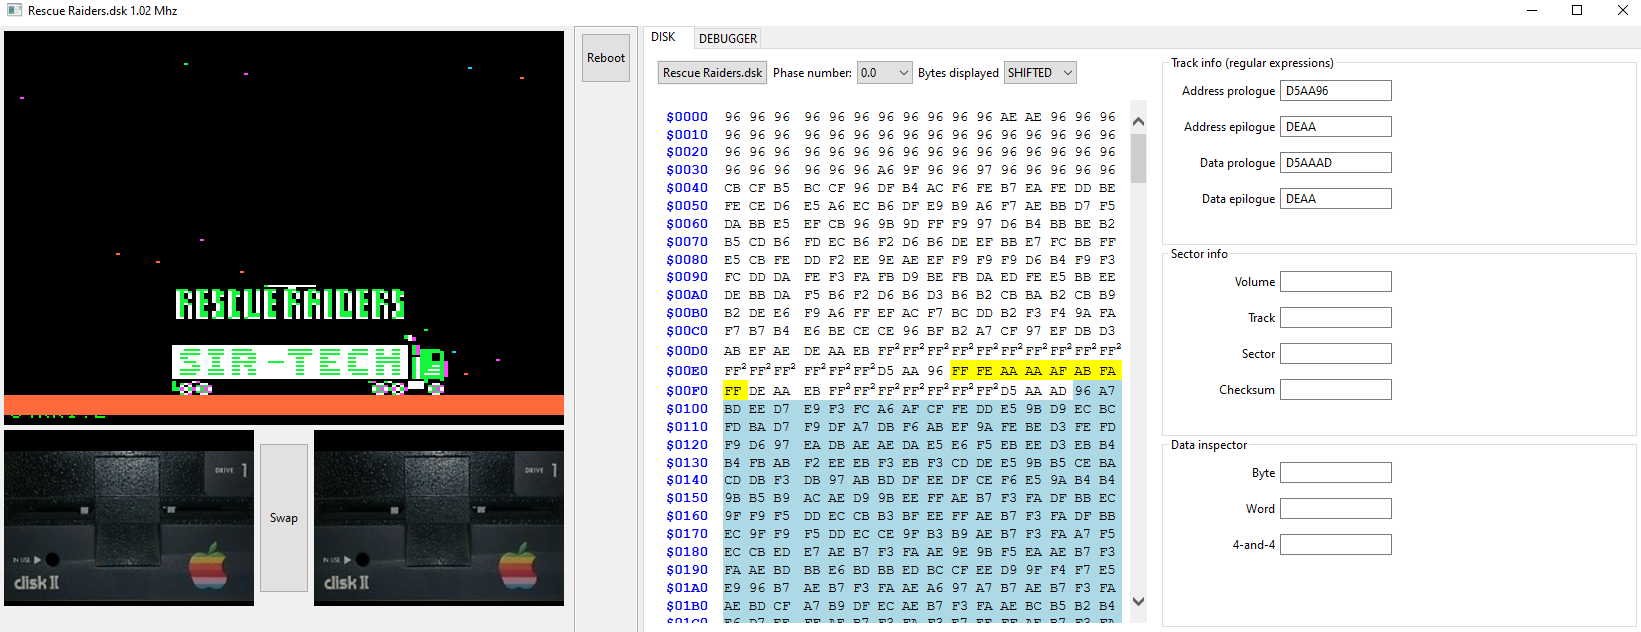 Rescue Raiders.dsk 1.02 Mhz
RESCUE RAIDERS
SIR-TECH
DRIVE 1
IN USE
disk ][
Swap
DRIVE 1
IN USE
disk ][
Reboot
DISK
DEBUGGER
Rescue Raiders.dsk Phase number: 0.0 Bytes displayed SHIFTED
$0000 96 96 96 96 96 96 96 96 96 96 96 AE AE 96 96 96
$0010 96 96 96 96 96 96 96 96 96 96 96 96 96 96 96 96
$0020 96 96 96 96 96 96 96 96 96 96 96 96 96 96 96 96
$0030 96 96 96 96 96 96 A6 9F 96 96 97 96 96 96 96 96
$0040 CB CF B5 BC CF 96 DF B4 AC F6 FE B7 EA FE DD BE
$0050 FE CE D6 E5 A6 EC B6 DF E9 B9 A6 F7 AE BB D7 F5
$0060 DA BB E5 EF CB 96 9B 9D FF F9 97 D6 B4 BB BE B2
$0070 B5 CD B6 FD EC B6 F2 D6 B6 DE EF BB E7 FC BB FF
$0080 E5 CB FE DD F2 EE 9E AE EF F9 F9 F9 D6 B4 F9 F3
$0090 FC DD DA FE F3 FA FB D9 BE FB DA ED FE E5 BB EE
$00A0 DE BB DA F5 B6 F2 D6 B6 D3 B6 B2 CB BA B2 CB B9
$00B0 B2 DE E6 F9 A6 FF EF AC F7 BC DD B2 F3 F4 9A FA
$00C0 F7 B7 B4 E6 BE CE CE 96 BF B2 A7 CF 97 EF DB D3
$00D0 AB EF AE DE AA EB FF² FF² FF² FF² FF² FF² FF² FF² FF² FF²
$00E0 FF² FF² FF² FF² FF² FF² D5 AA 96 FF FE AA AA AF AB FA
$00F0 FF DE AA EB FF² FF² FF² FF² FF² FF² FF² D5 AA AD 96 A7
$0100 BD EE D7 E9 F3 FC A6 AF CF FE DD E5 9B D9 EC BC
$0110 FD BA D7 F9 DF A7 DB F6 AB EF 9A FE BE D3 FE FD
$0120 F9 D6 97 EA DB AE AE DA E5 E6 F5 EB EE D3 EB B4
$0130 B4 FB AB F2 EE EB F3 EB F3 CD DE E5 9B B5 CE BA
$0140 CD DB F3 DB 97 AB BD DF EE DF CE F6 E5 9A B4 B4
$0150 9B B5 B9 AC AE D9 9B EE FF AE B7 F3 FA DF BB EC
$0160 9F F9 F5 DD EC CB B3 BF EE FF AE B7 F3 FA DF BB
$0170 EC 9F F9 F5 DD EC CE 9F B3 B9 AE B7 F3 FA A7 F5
$0180 EC CB ED E7 AE B7 F3 FA AE 9E 9B F5 EA AE B7 F3
$0190 FA AE BD BB E6 BD BB ED BC CF EE D9 9F F4 F7 E5
$01A0 E9 96 B7 AE B7 F3 FA AE A6 97 A7 B7 AE B7 F3 FA
$01B0 AE BD CF A7 B9 DF EC AE B7 F3 FA AE BC B5 B2 B4
Track info (regular expressions)
Address prologue D5AA96
Address epilogue DEAA
Data prologue D5AAAD
Data epilogue DEAA
Sector info
Volume
Track
Sector
Checksum
Data inspector
Byte
Word
4-and-4